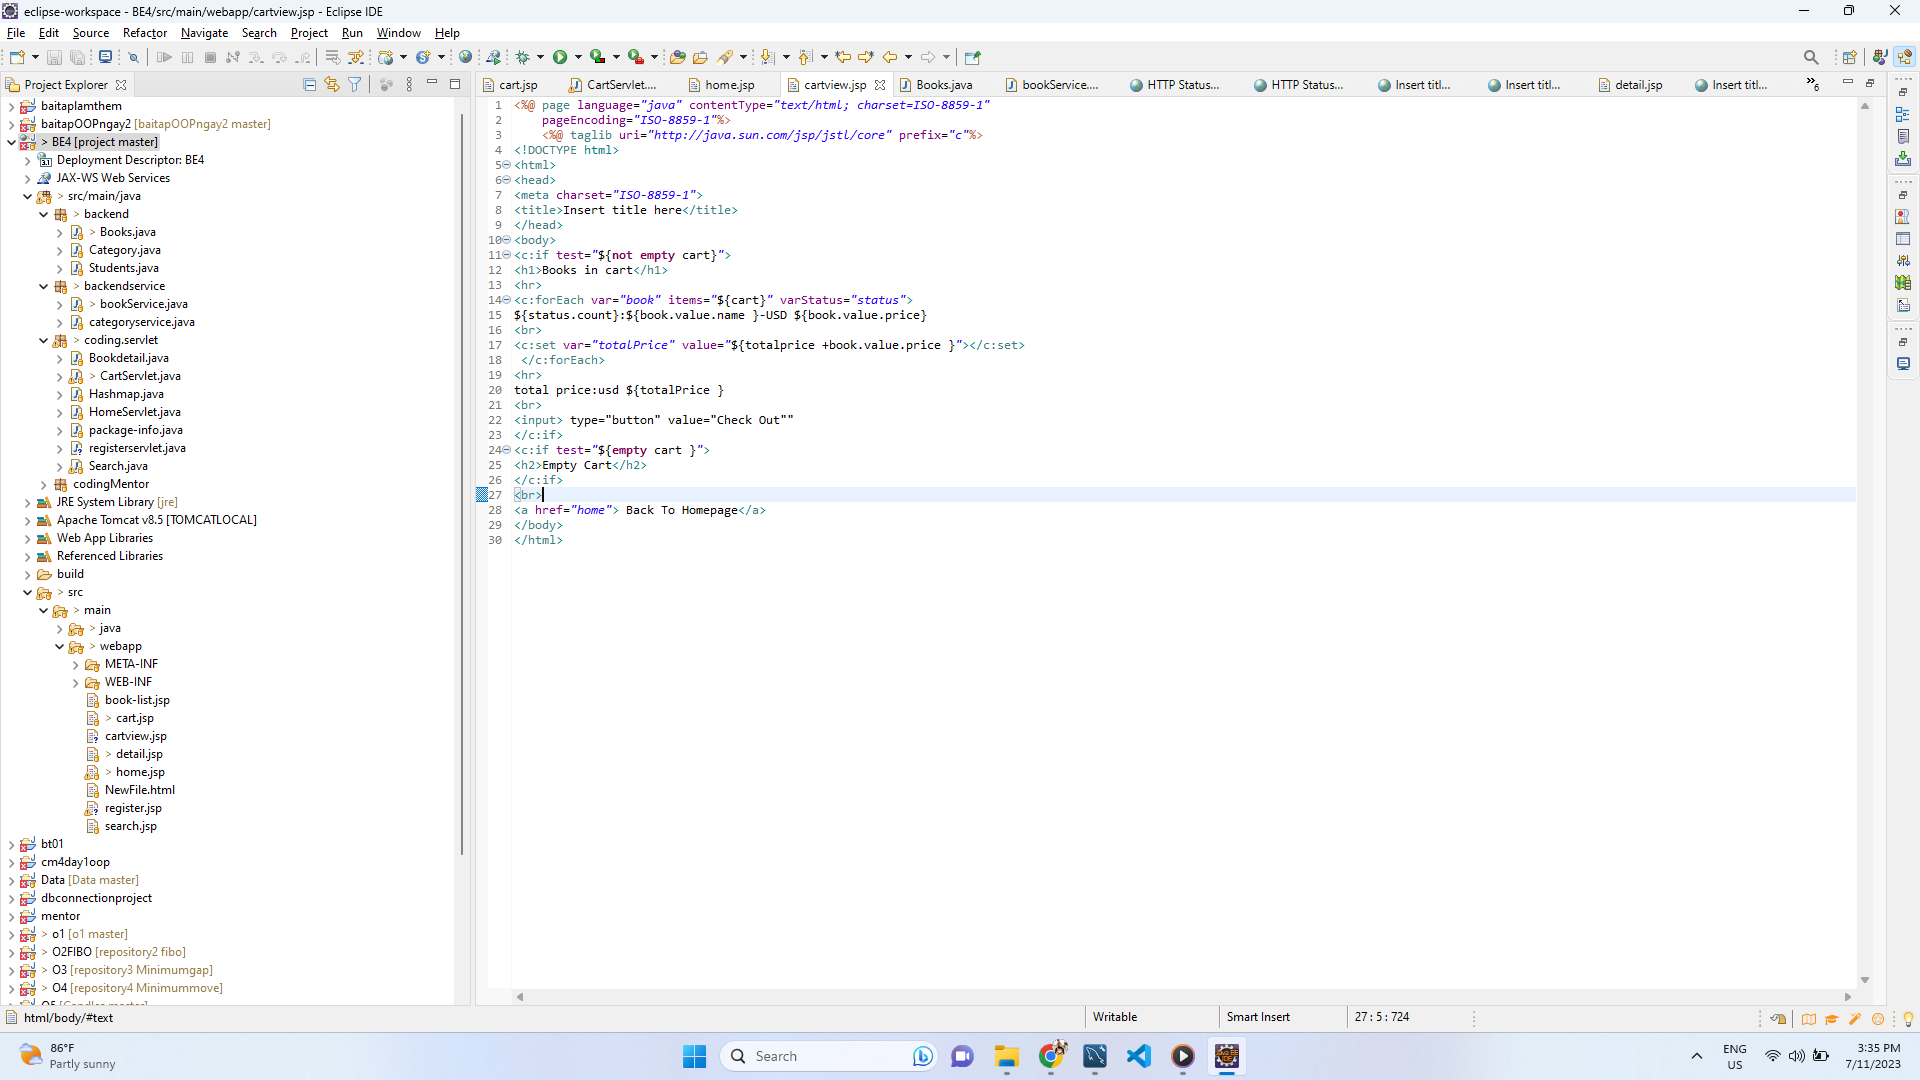 eclipse-workspace - BE4/src/main/webapp/cartview.jsp - Eclipse IDE
File Edit Source Refactor Navigate Search Project Run Window Help
Project Explorer
baitaplamthem
baitapOOPngay2 [baitapOOPngay2 master]
> BE4 [project master]
Deployment Descriptor: BE4
JAX-WS Web Services
> src/main/java
> backend
> Books.java
Category.java
Students.java
> backendservice
> bookService.java
categoryservice.java
> coding.servlet
Bookdetail.java
> CartServlet.java
Hashmap.java
HomeServlet.java
package-info.java
registerservlet.java
Search.java
codingMentor
JRE System Library [jre]
Apache Tomcat v8.5 [TOMCATLOCAL]
Web App Libraries
Referenced Libraries
build
> src
> main
> java
> webapp
META-INF
WEB-INF
book-list.jsp
> cart.jsp
cartview.jsp
> detail.jsp
> home.jsp
NewFile.html
register.jsp
search.jsp
bt01
cm4day1oop
Data [Data master]
dbconnectionproject
mentor
> o1 [o1 master]
> O2FIBO [repository2 fibo]
> O3 [repository3 Minimumgap]
> O4 [repository4 Minimummove]
cart.jsp CartServlet.... home.jsp cartview.jsp Books.java bookService.... HTTP Status... HTTP Status... Insert titl... Insert titl... detail.jsp Insert titl... »6
1 <%@ page language="java" contentType="text/html; charset=ISO-8859-1"
2 pageEncoding="ISO-8859-1"%>
3 <%@ taglib uri="http://java.sun.com/jsp/jstl/core" prefix="c"%>
4 <!DOCTYPE html>
5 <html>
6 <head>
7 <meta charset="ISO-8859-1">
8 <title>Insert title here</title>
9 </head>
10 <body>
11 <c:if test="${not empty cart}">
12 <h1>Books in cart</h1>
13 <hr>
14 <c:forEach var="book" items="${cart}" varStatus="status">
15 ${status.count}:${book.value.name }-USD ${book.value.price}
16 <br>
17 <c:set var="totalPrice" value="${totalprice +book.value.price }"></c:set>
18 </c:forEach>
19 <hr>
20 total price:usd ${totalPrice }
21 <br>
22 <input> type="button" value="Check Out""
23 </c:if>
24 <c:if test="${empty cart }">
25 <h2>Empty Cart</h2>
26 </c:if>
27 <br>
28 <a href="home"> Back To Homepage</a>
29 </body>
30 </html>
html/body/#text
Writable
Smart Insert
27 : 5 : 724
86°F
Partly sunny
Search
ENG
US
3:35 PM
7/11/2023